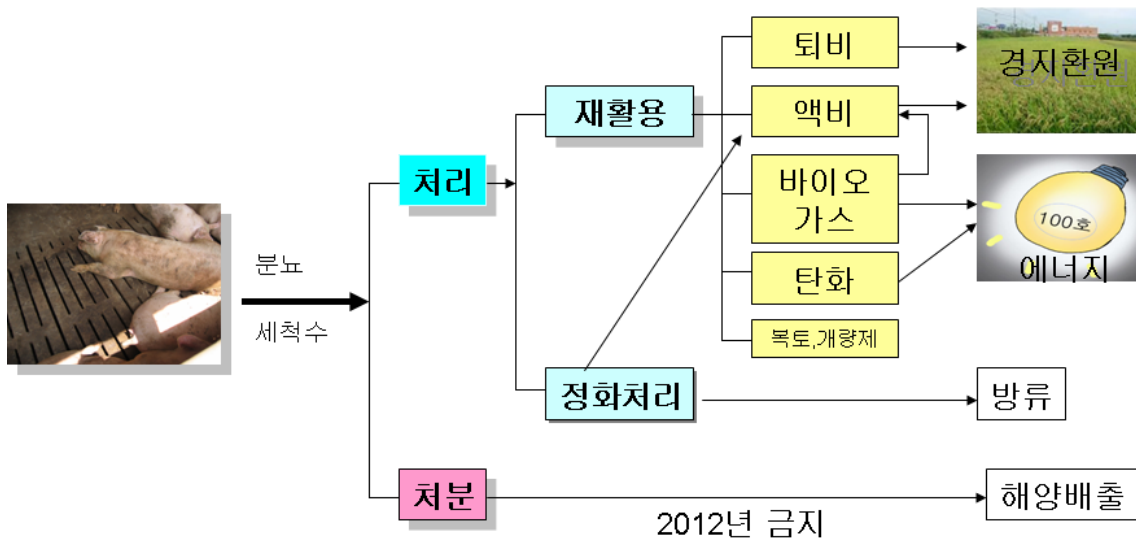 분뇨
세척수
처리
처분
재활용
정화처리
퇴비
액비
바이오
가스
탄화
복토,개량제
경지환원
100호
에너지
방류
해양배출
2012년 금지